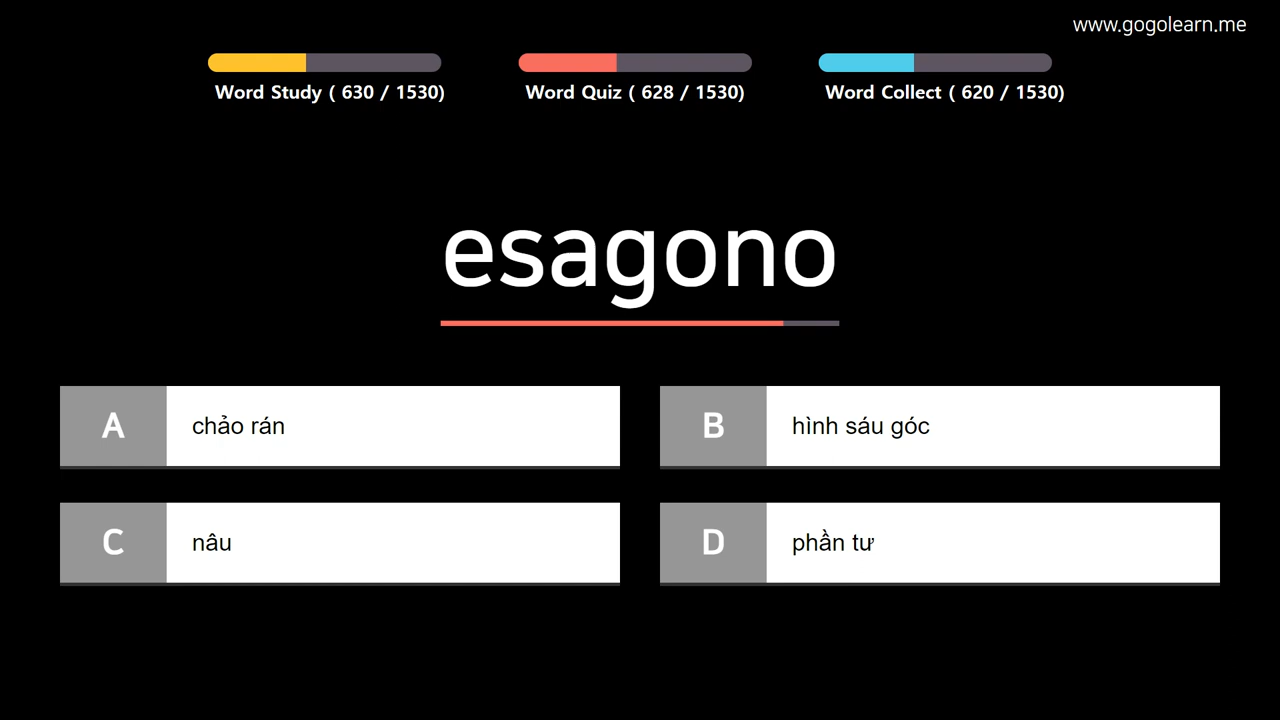 www.gogolearn.me
Word Study ( 630 / 1530)
Word Quiz ( 628 / 1530)
Word Collect ( 620 / 1530)
esagono
A
chảo rán
B
hình sáu góc
C
nâu
D
phần tư